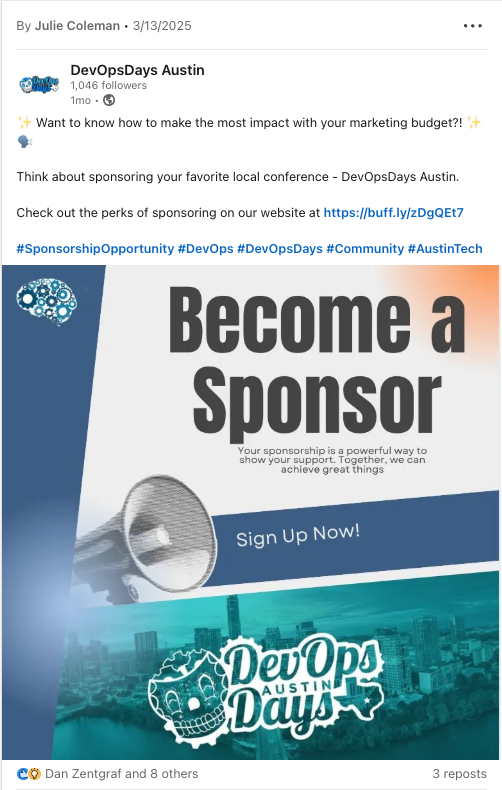 By Julie Coleman • 3/13/2025
DevOpsDays Austin
1,046 followers
1mo •
✨ Want to know how to make the most impact with your marketing budget?! ✨
🗣️
Think about sponsoring your favorite local conference - DevOpsDays Austin.
Check out the perks of sponsoring on our website at https://buff.ly/zDgQEt7
#SponsorshipOpportunity #DevOps #DevOpsDays #Community #AustinTech
Become a
Sponsor
Your sponsorship is a powerful way to
show your support. Together, we can
achieve great things
Sign Up Now!
DevOps
AUSTIN
Days
Dan Zentgraf and 8 others
3 reposts